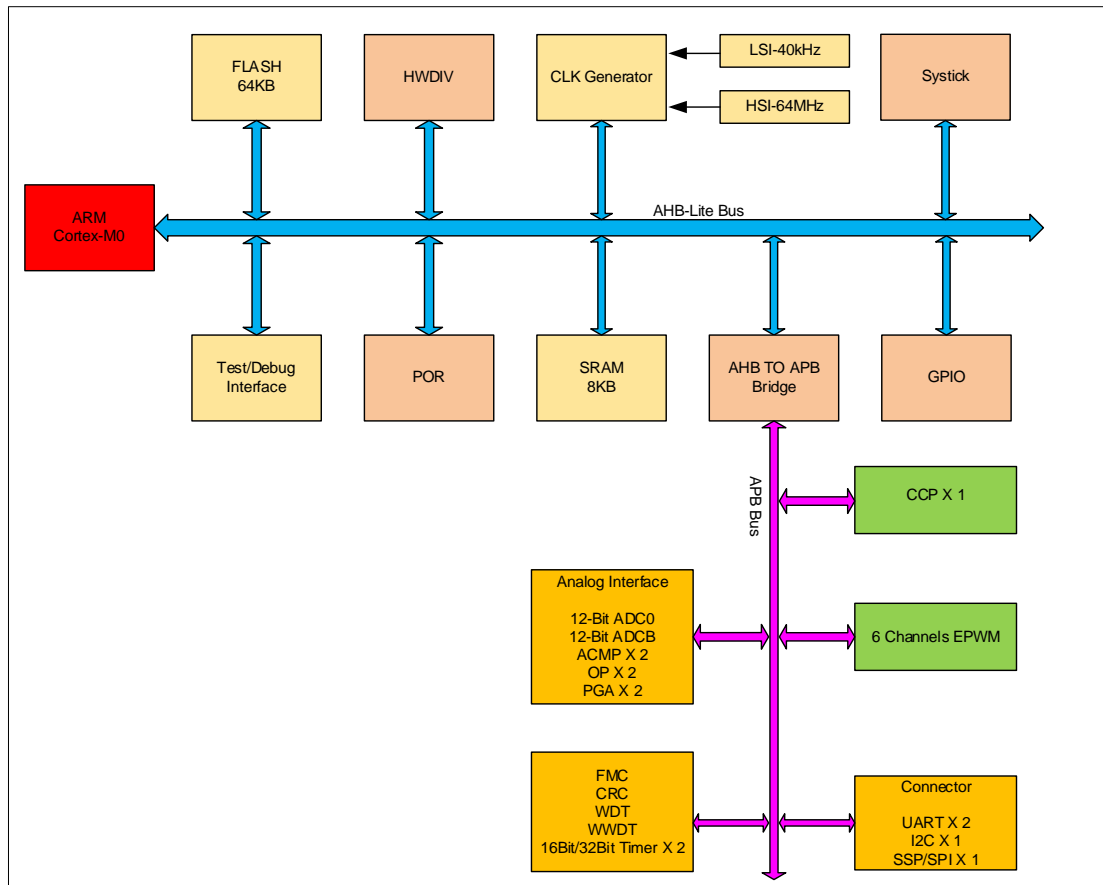 FLASH
64KB
HWDIV
CLK Generator
LSI-40kHz
HSI-64MHz
Systick
ARM
Cortex-M0
AHB-Lite Bus
Test/Debug
Interface
POR
SRAM
8KB
AHB TO APB
Bridge
GPIO
APB Bus
CCP X 1
Analog Interface
12-Bit ADC0
12-Bit ADCB
ACMP X 2
OP X 2
PGA X 2
6 Channels EPWM
FMC
CRC
WDT
WWDT
16Bit/32Bit Timer X 2
Connector
UART X 2
I2C X 1
SSP/SPI X 1